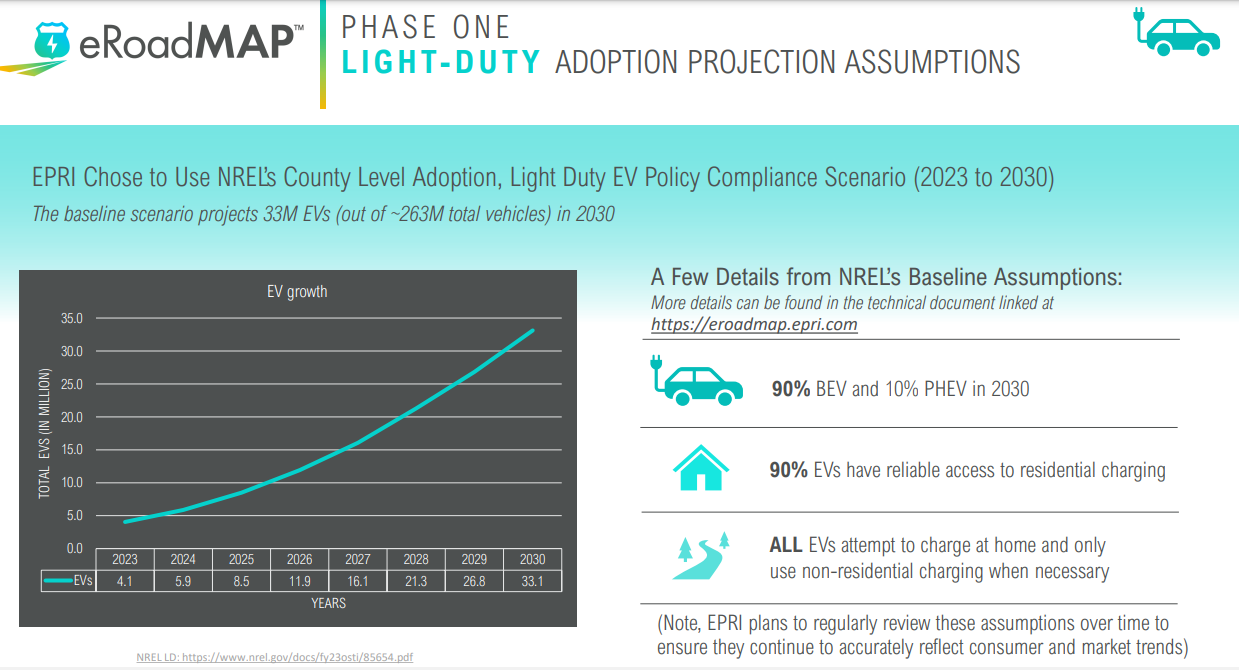 eRoadMAP™
PHASE ONE
LIGHT-DUTY ADOPTION PROJECTION ASSUMPTIONS
EPRI Chose to Use NREL's County Level Adoption, Light Duty EV Policy Compliance Scenario (2023 to 2030)
The baseline scenario projects 33M EVs (out of ~263M total vehicles) in 2030
EV growth
TOTAL EVS (IN MILLION)
35.0
30.0
25.0
20.0
15.0
10.0
5.0
0.0
2023 2024 2025 2026 2027 2028 2029 2030
EVs 4.1 5.9 8.5 11.9 16.1 21.3 26.8 33.1
YEARS
NREL LD: https://www.nrel.gov/docs/fy23osti/85654.pdf
A Few Details from NREL's Baseline Assumptions:
More details can be found in the technical document linked at
https://eroadmap.epri.com
90% BEV and 10% PHEV in 2030
90% EVs have reliable access to residential charging
ALL EVs attempt to charge at home and only
use non-residential charging when necessary
(Note, EPRI plans to regularly review these assumptions over time to
ensure they continue to accurately reflect consumer and market trends)